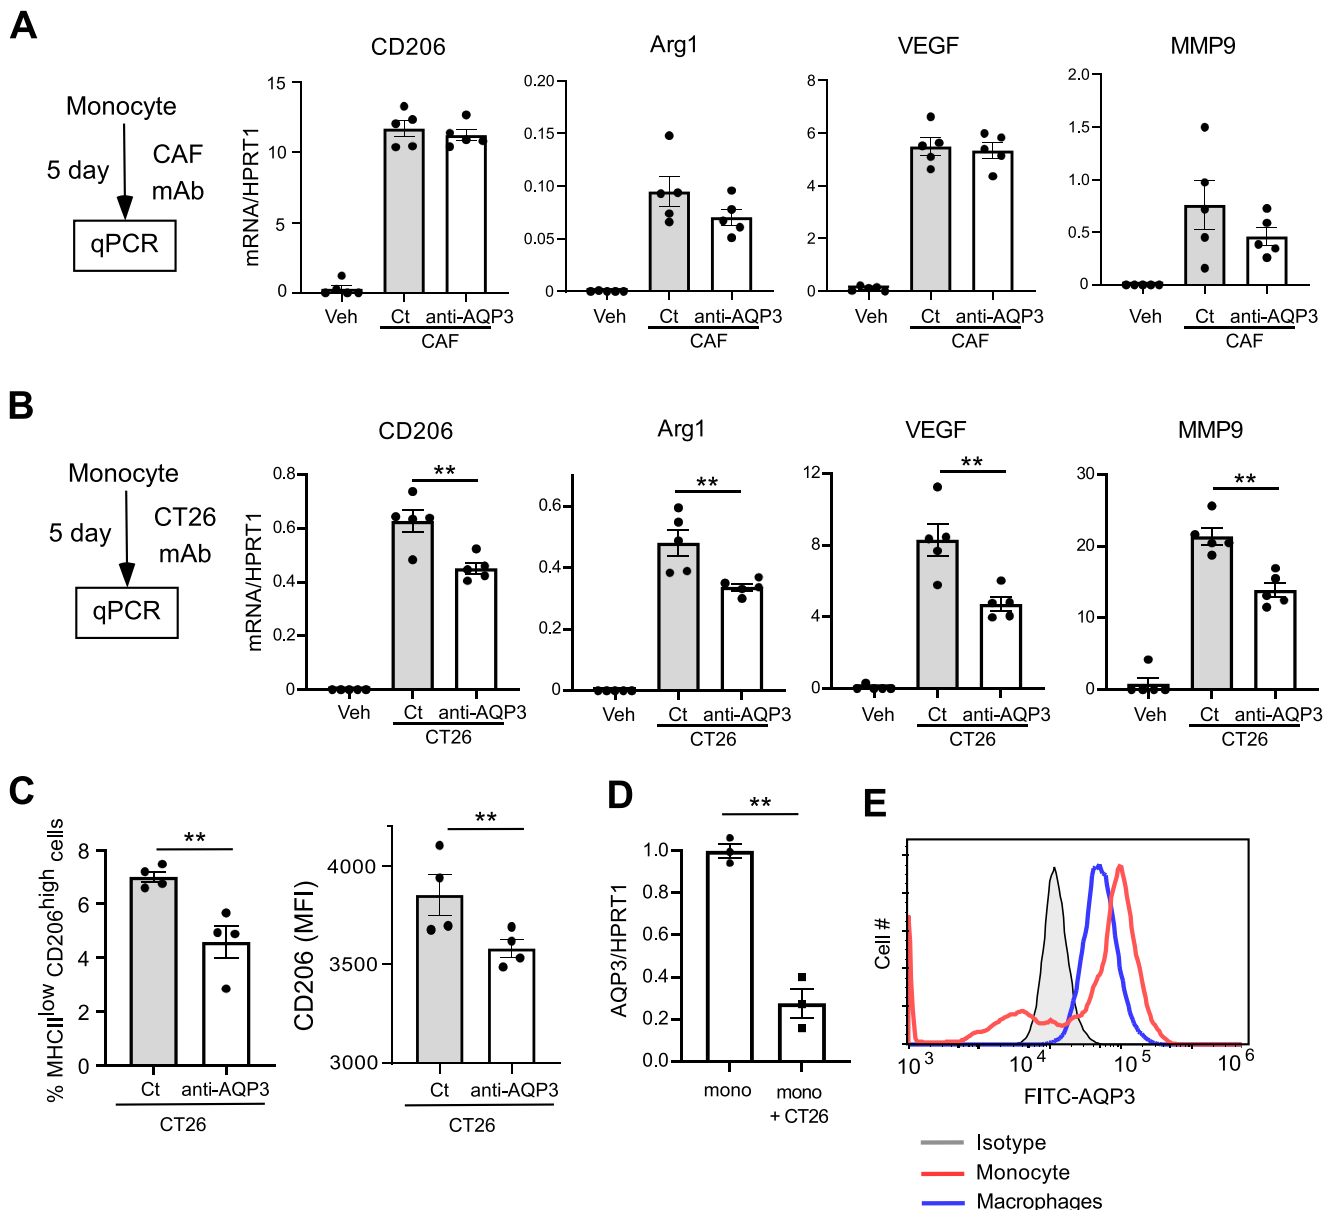 A
Monocyte
5 day
CAF
mAb
qPCR
CD206
mRNA/HPRT1
15
10
5
0
Veh Ct anti-AQP3
CAF
Arg1
0.20
0.15
0.10
0.05
0
Veh Ct anti-AQP3
CAF
VEGF
8
6
4
2
0
Veh Ct anti-AQP3
CAF
MMP9
2.0
1.5
1.0
0.5
0
Veh Ct anti-AQP3
CAF
B
Monocyte
5 day
CT26
mAb
qPCR
CD206
mRNA/HPRT1
0.8
0.6
0.4
0.2
0
**
Veh Ct anti-AQP3
CT26
Arg1
0.6
0.4
0.2
0
**
Veh Ct anti-AQP3
CT26
VEGF
12
8
4
0
**
Veh Ct anti-AQP3
CT26
MMP9
30
20
10
0
**
Veh Ct anti-AQP3
CT26
C
% MHCII^low CD206^high cells
8
6
4
2
0
**
Ct anti-AQP3
CT26
CD206 (MFI)
4000
3500
3000
**
Ct anti-AQP3
CT26
D
AQP3/HPRT1
1.0
0.8
0.6
0.4
0.2
0.0
**
mono mono
+ CT26
E
Cell #
10^3 10^4 10^5 10^6
FITC-AQP3
Isotype
Monocyte
Macrophages